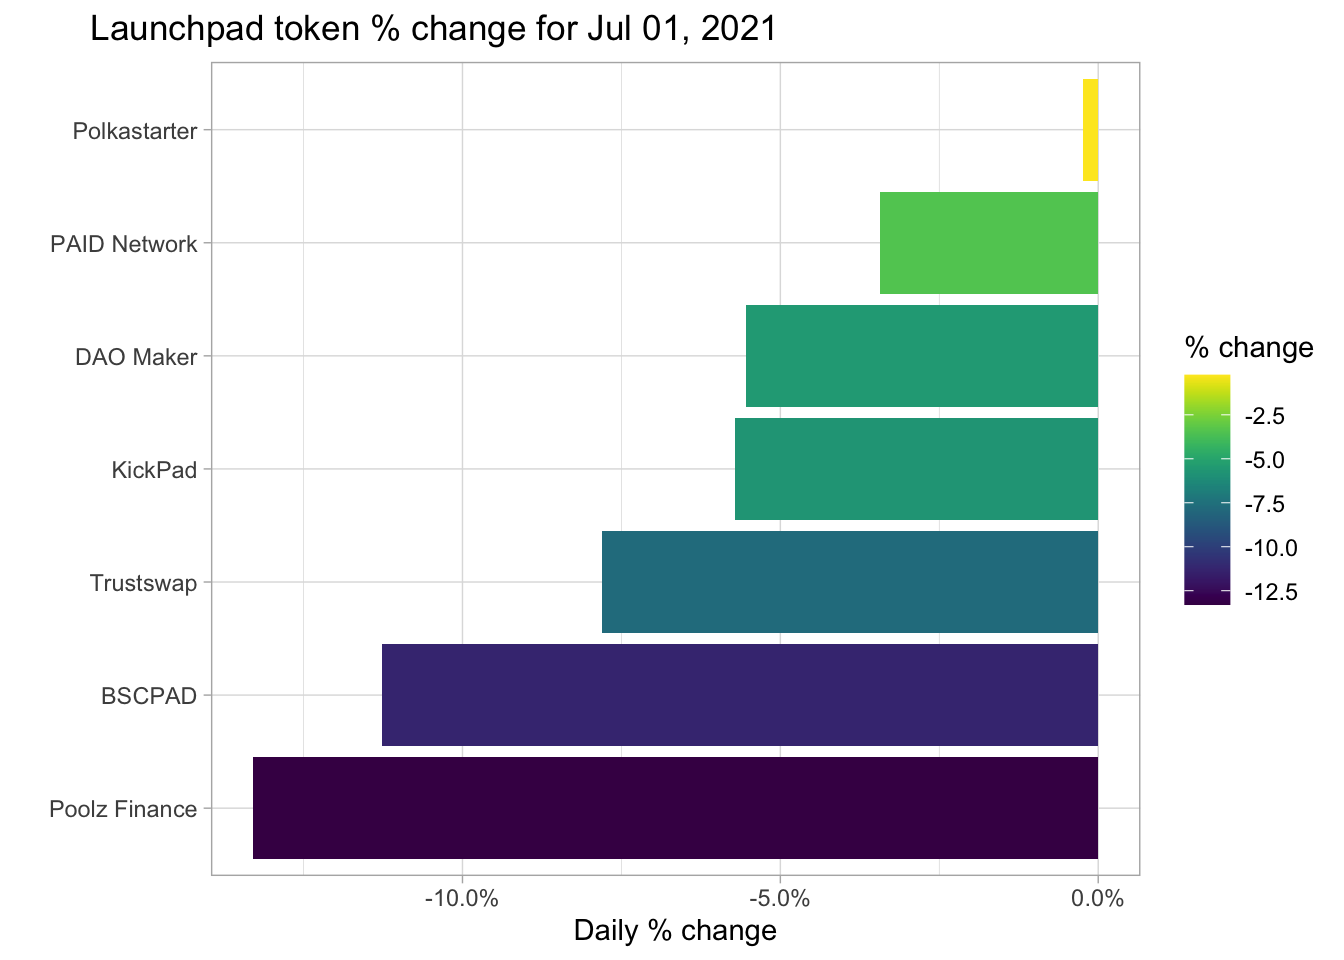 Launchpad token % change for Jul 01, 2021
Polkastarter
PAID Network
DAO Maker
KickPad
Trustswap
BSCPAD
Poolz Finance
-10.0%
-5.0%
0.0%
Daily % change
% change
-2.5
-5.0
-7.5
-10.0
-12.5